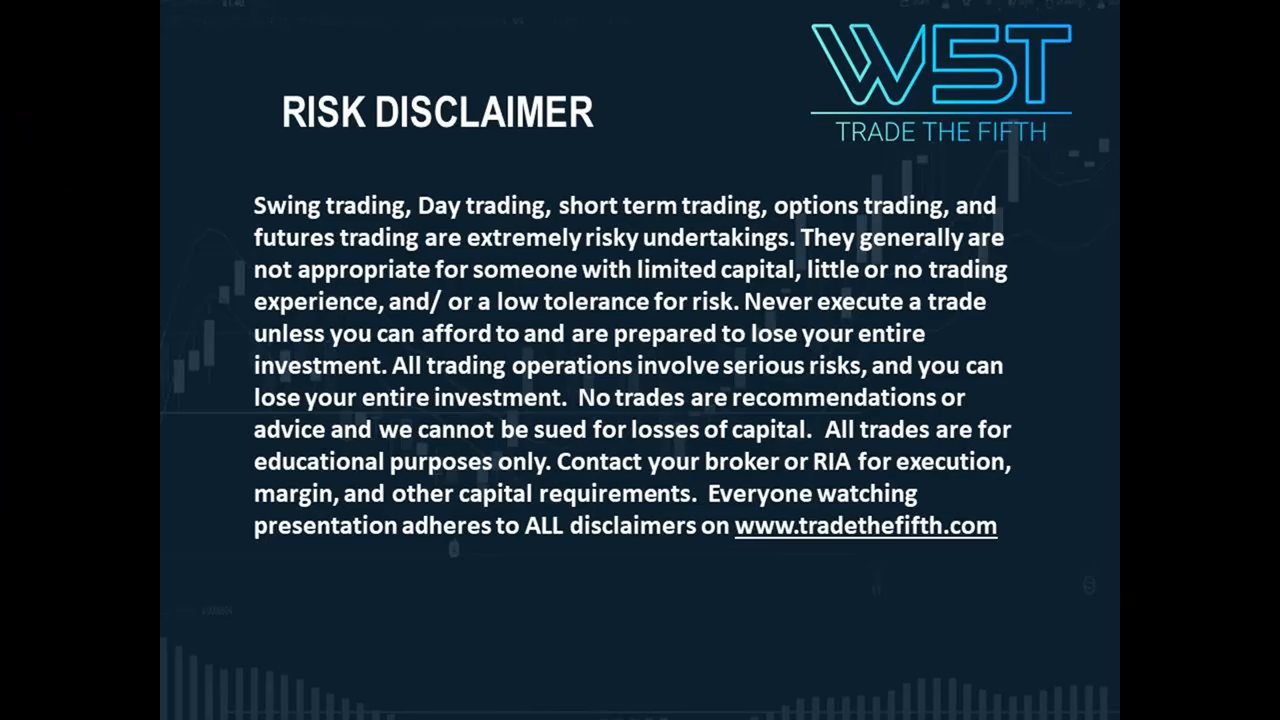 W5T
TRADE THE FIFTH
RISK DISCLAIMER
Swing trading, Day trading, short term trading, options trading, and
futures trading are extremely risky undertakings. They generally are
not appropriate for someone with limited capital, little or no trading
experience, and/ or a low tolerance for risk. Never execute a trade
unless you can afford to and are prepared to lose your entire
investment. All trading operations involve serious risks, and you can
lose your entire investment. No trades are recommendations or
advice and we cannot be sued for losses of capital. All trades are for
educational purposes only. Contact your broker or RIA for execution,
margin, and other capital requirements. Everyone watching
presentation adheres to ALL disclaimers on www.tradethefifth.com